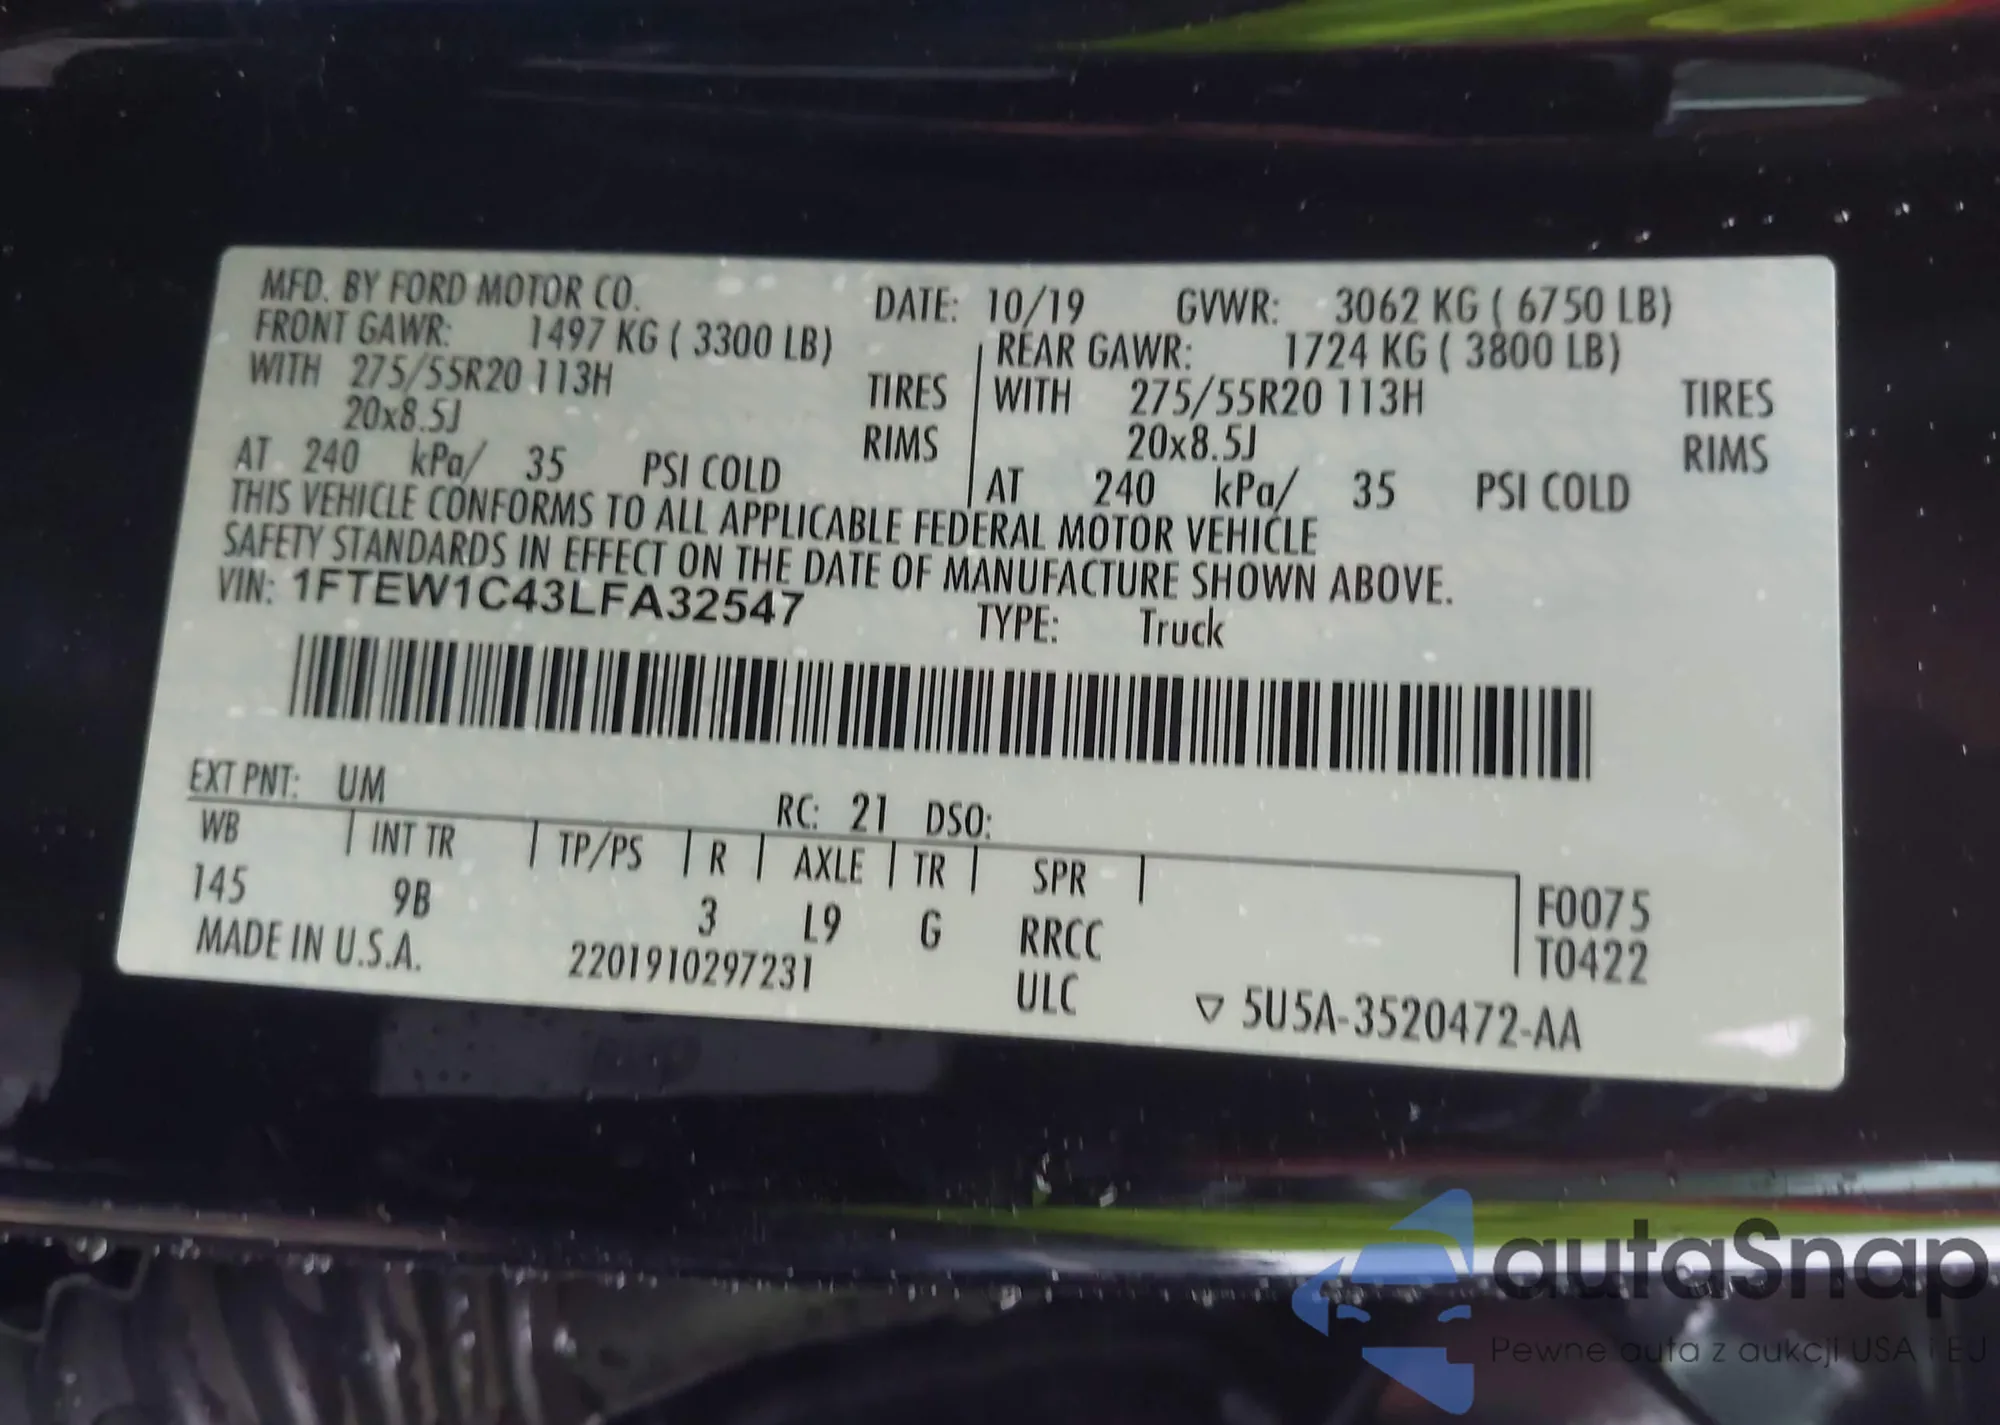 MFD. BY FORD MOTOR CO. DATE: 10/19 GVWR: 3062 KG ( 6750 LB)
FRONT GAWR: 1497 KG ( 3300 LB) REAR GAWR: 1724 KG ( 3800 LB)
WITH 275/55R20 113H TIRES WITH 275/55R20 113H TIRES
20x8.5J RIMS 20x8.5J RIMS
AT 240 kPa/ 35 PSI COLD AT 240 kPa/ 35 PSI COLD
THIS VEHICLE CONFORMS TO ALL APPLICABLE FEDERAL MOTOR VEHICLE
SAFETY STANDARDS IN EFFECT ON THE DATE OF MANUFACTURE SHOWN ABOVE.
VIN: 1FTEW1C43LFA32547 TYPE: Truck
EXT PNT: UM RC: 21 DSO:
WB INT TR TP/PS R AXLE TR SPR
145 9B 3 L9 G RRCC F0075
MADE IN U.S.A. 2201910297231 ULC T0422
▽ 5U5A-3520472-AA
autaSnap
Pewne auta z aukcji USA i EU